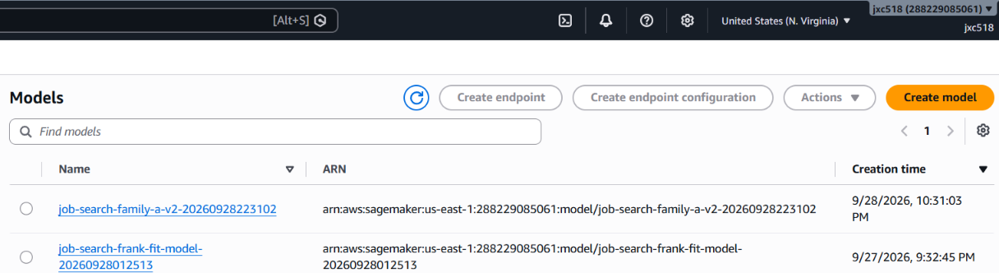 [Alt+S]
United States (N. Virginia)
jxc518 (288229085061)
jxc518
Models
Create endpoint
Create endpoint configuration
Actions
Create model
Find models
1
Name
ARN
Creation time
job-search-family-a-v2-20260928223102
arn:aws:sagemaker:us-east-1:288229085061:model/job-search-family-a-v2-20260928223102
9/28/2026, 10:31:03
PM
job-search-frank-fit-model-
20260928012513
arn:aws:sagemaker:us-east-1:288229085061:model/job-search-frank-fit-model-
20260928012513
9/27/2026, 9:32:45 PM